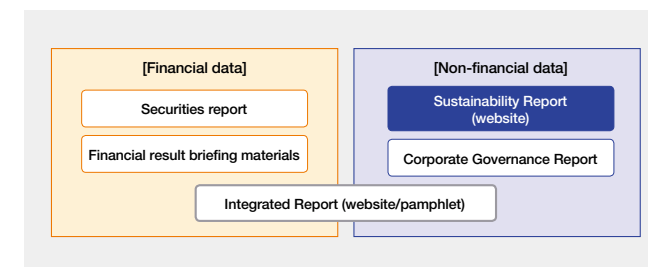 [Financial data]
Securities report
Financial result briefing materials
[Non-financial data]
Sustainability Report
(website)
Corporate Governance Report
Integrated Report (website/pamphlet)